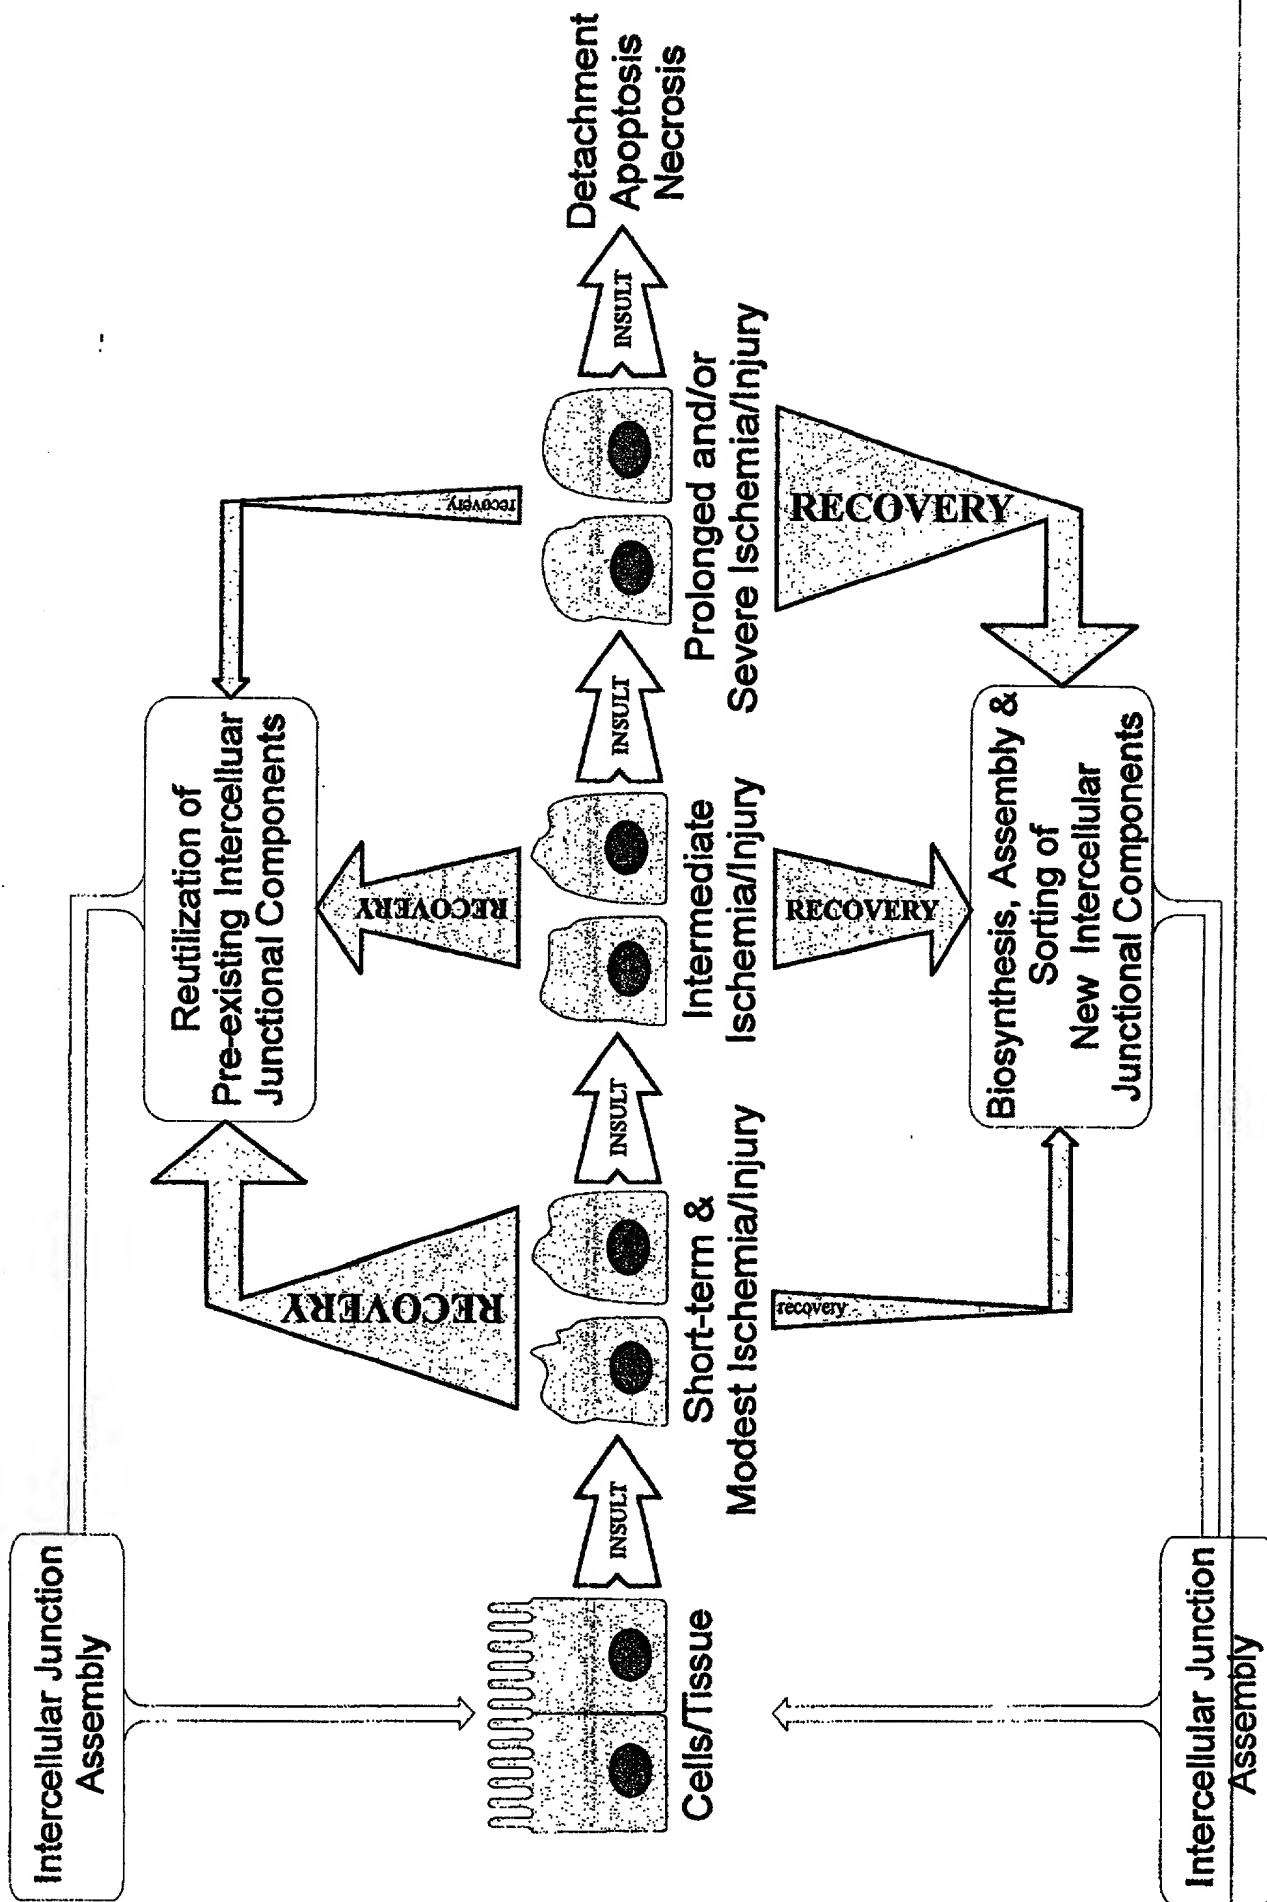 Intercellular Junction
Assembly
Reutilization of
Pre-existing Intercelluar
Junctional Components
RECOVERY
RECOVERY
recovery
INSULT
INSULT
INSULT
INSULT
Detachment
Apoptosis
Necrosis
Cells/Tissue
Short-term &
Modest Ischemia/Injury
Intermediate
Ischemia/Injury
Prolonged and/or
Severe Ischemia/Injury
recovery
RECOVERY
RECOVERY
Biosynthesis, Assembly &
Sorting of
New Intercellular
Junctional Components
Intercellular Junction
Assembly